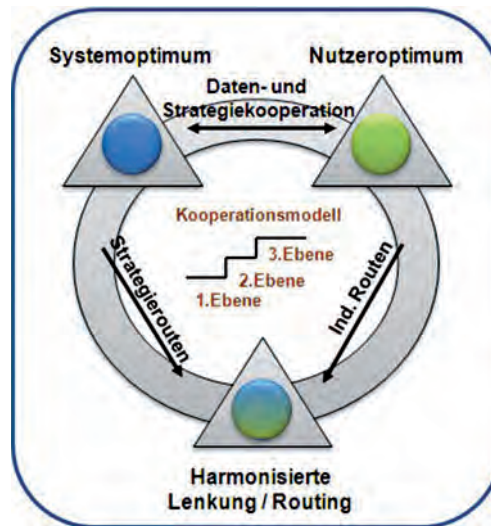 Systemoptimum
Nutzeroptimum
Daten- und
Strategiekooperation
Kooperationsmodell
3.Ebene
2.Ebene
1.Ebene
Strategierouten
Ind. Routen
Harmonisierte
Lenkung / Routing